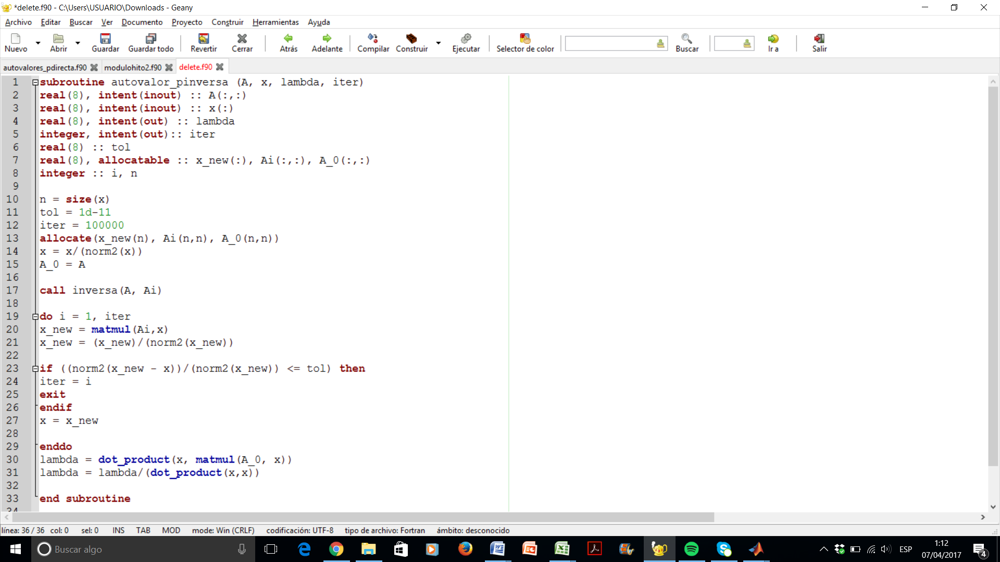 *delete.f90 - C:\Users\USUARIO\Downloads - Geany
Archivo Editar Buscar Ver Documento Proyecto Construir Herramientas Ayuda
Nuevo Abrir Guardar Guardar todo Revertir Cerrar Atrás Adelante Compilar Construir Ejecutar Selector de color Buscar Ir a Salir
autovalores_pdirecta.f90 modulohito2.f90 delete.f90
1 subroutine autovalor_pinversa (A, x, lambda, iter)
2 real(8), intent(inout) :: A(:,:)
3 real(8), intent(inout) :: x(:)
4 real(8), intent(out) :: lambda
5 integer, intent(out):: iter
6 real(8) :: tol
7 real(8), allocatable :: x_new(:), Ai(:,:), A_0(:,:)
8 integer :: i, n
9
10 n = size(x)
11 tol = 1d-11
12 iter = 100000
13 allocate(x_new(n), Ai(n,n), A_0(n,n))
14 x = x/(norm2(x))
15 A_0 = A
16
17 call inversa(A, Ai)
18
19 do i = 1, iter
20 x_new = matmul(Ai,x)
21 x_new = (x_new)/(norm2(x_new))
22
23 if ((norm2(x_new - x))/(norm2(x_new)) <= tol) then
24 iter = i
25 exit
26 endif
27 x = x_new
28
29 enddo
30 lambda = dot_product(x, matmul(A_0, x))
31 lambda = lambda/(dot_product(x,x))
32
33 end subroutine
34
línea: 36 / 36 col: 0 sel: 0 INS TAB MOD mode: Win (CRLF) codificación: UTF-8 tipo de archivo: Fortran ámbito: desconocido
Buscar algo ESP 1:12
07/04/2017 4